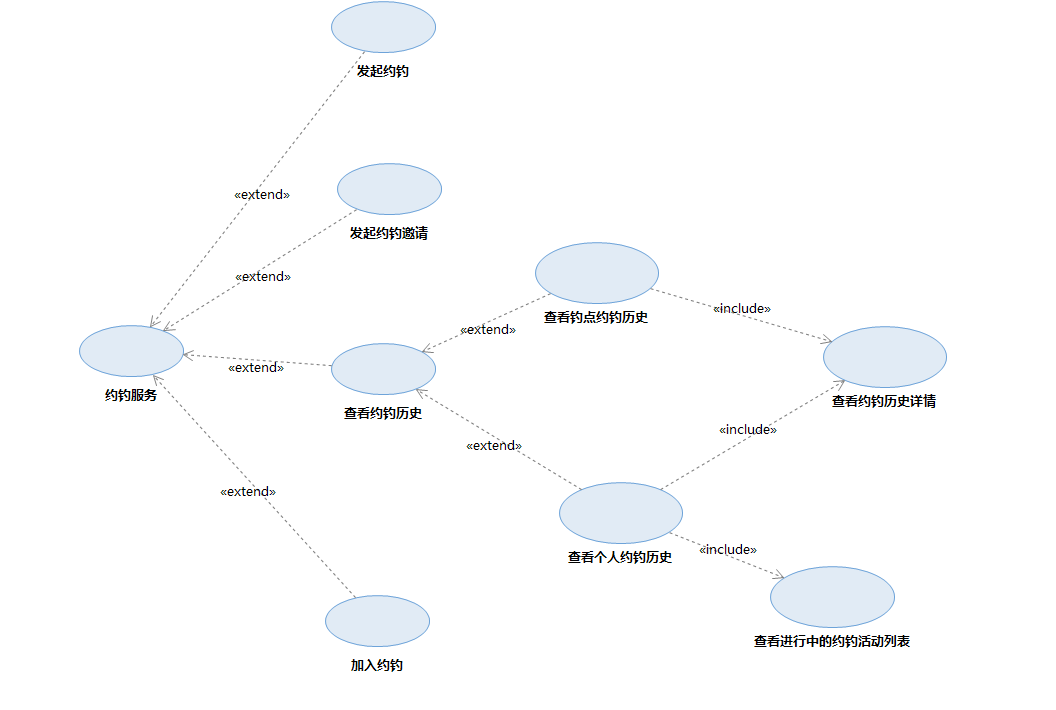 发起约钓
«extend»
发起约钓邀请
«extend»
查看钓点约钓历史
«include»
«extend»
约钓服务
«extend»
查看约钓历史
查看约钓历史详情
«include»
«extend»
«extend»
查看个人约钓历史
«include»
查看进行中的约钓活动列表
加入约钓